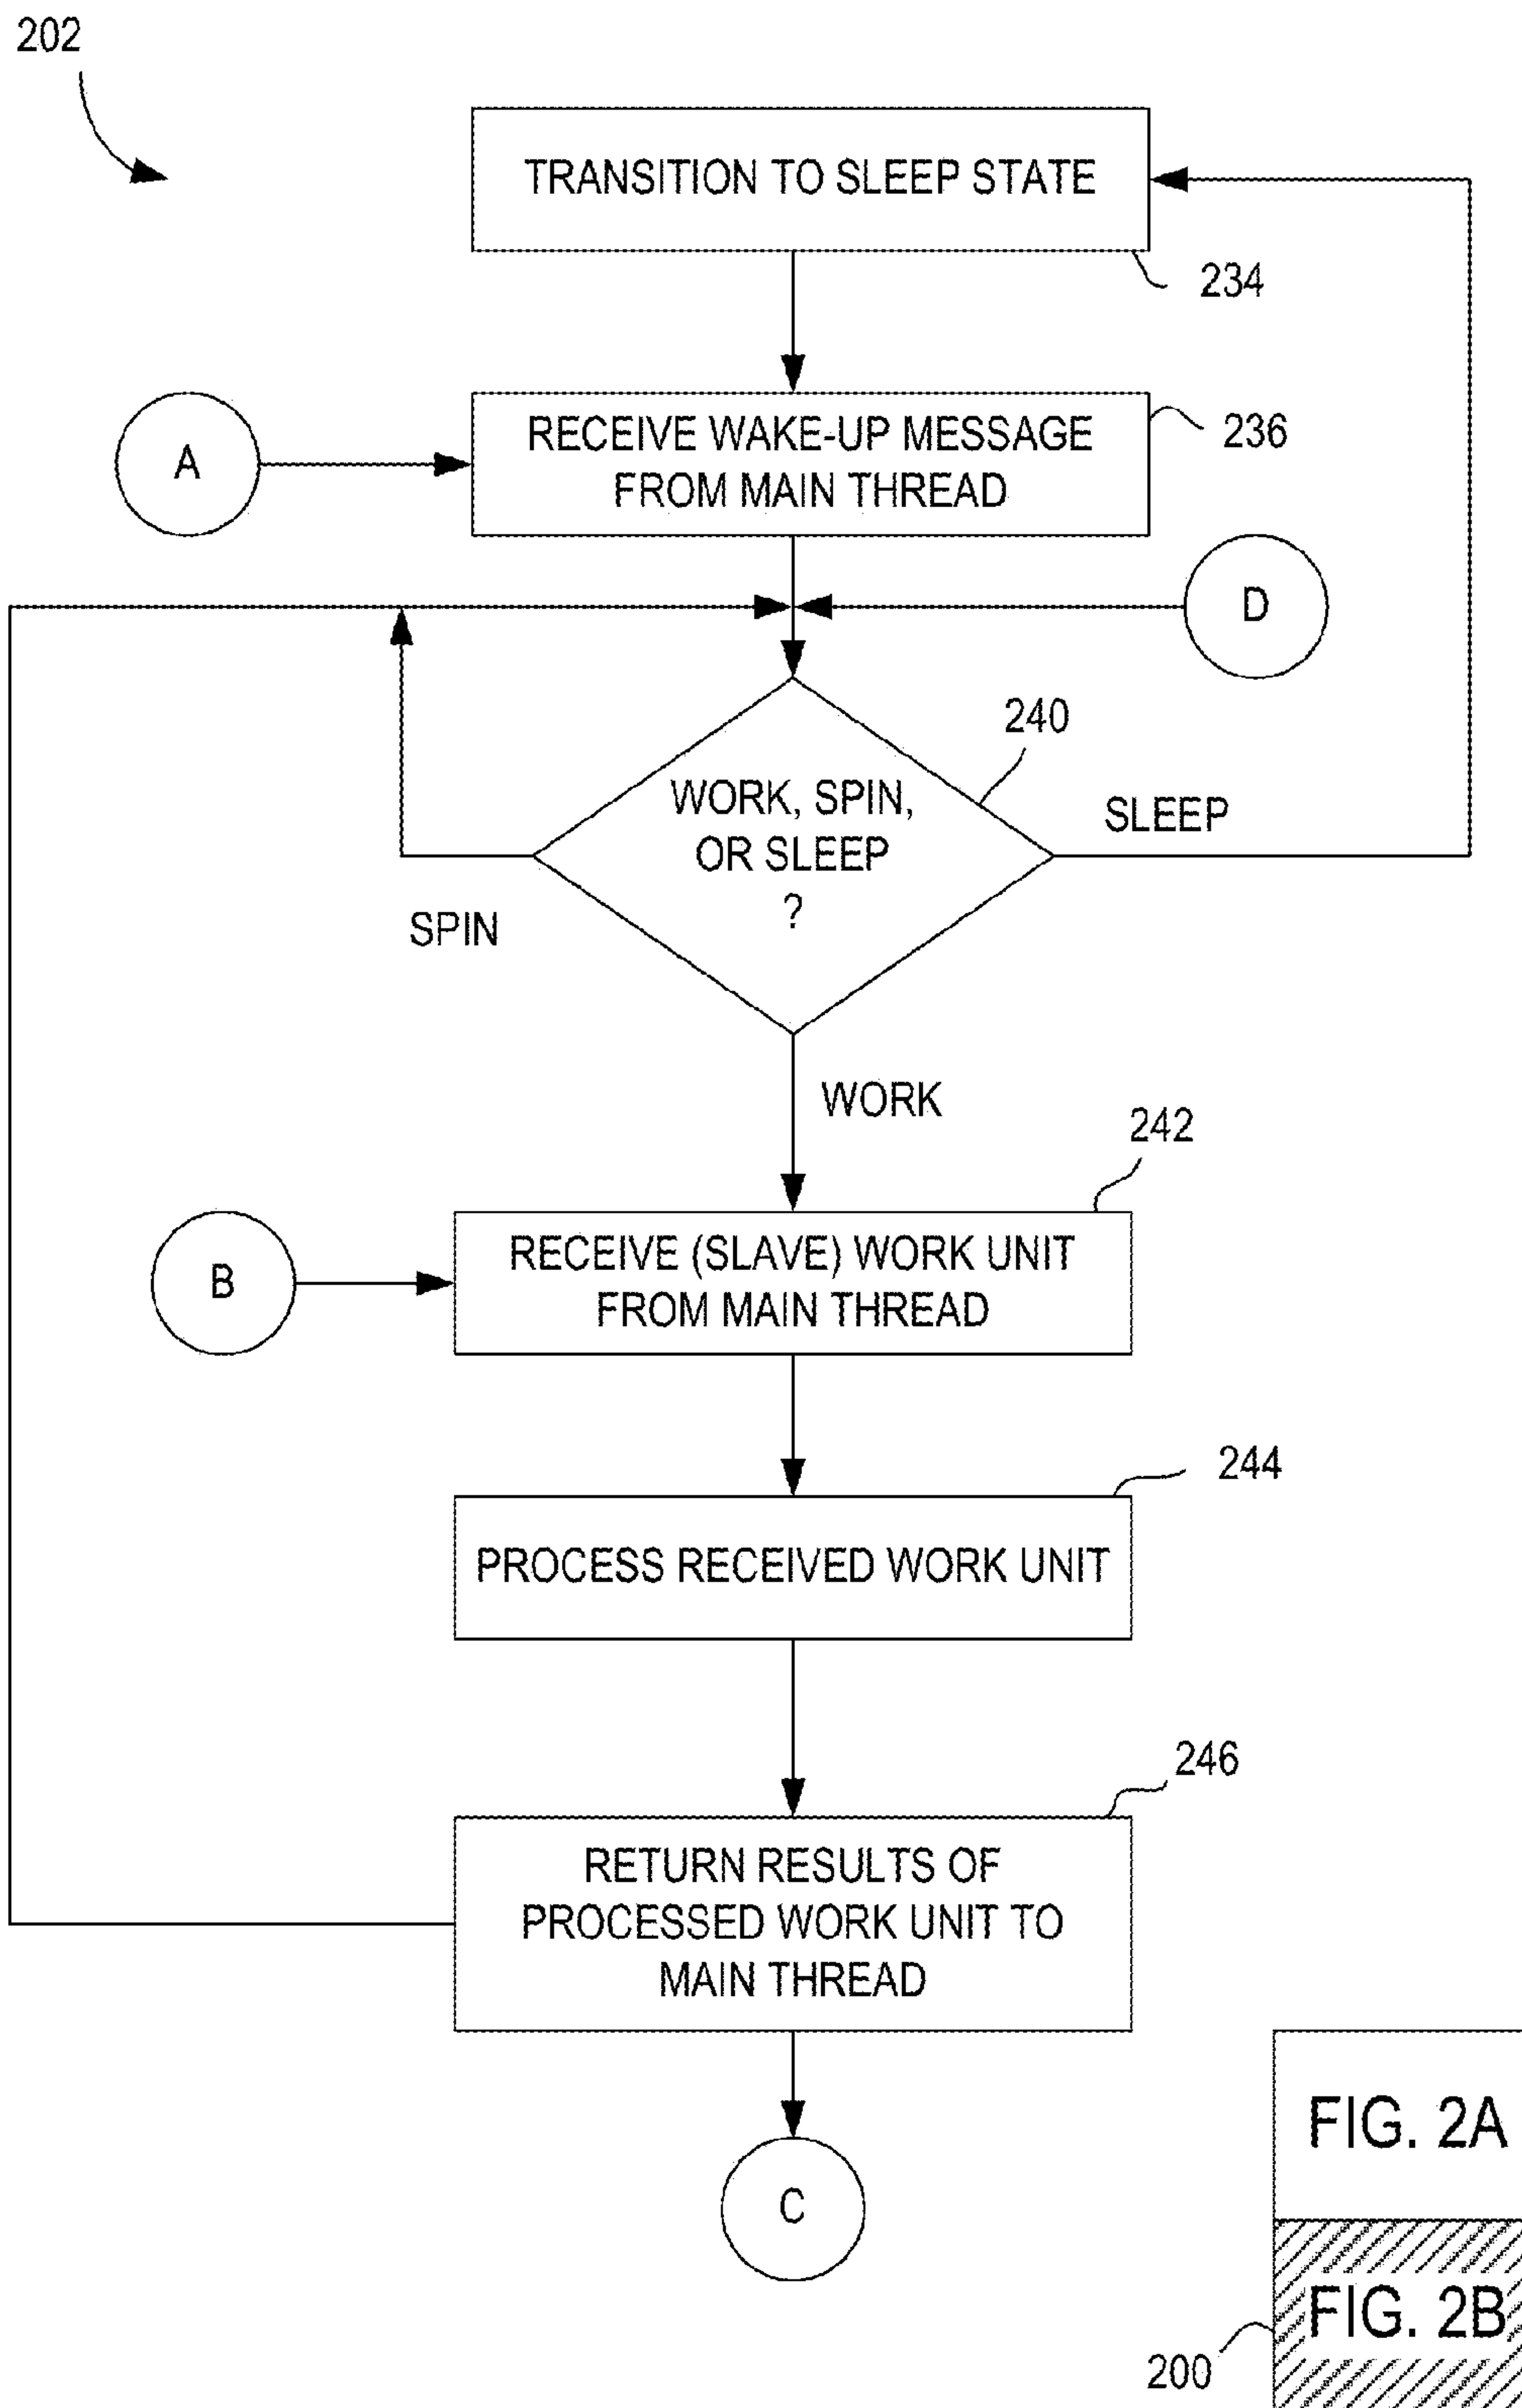 202
TRANSITION TO SLEEP STATE
234
RECEIVE WAKE-UP MESSAGE
FROM MAIN THREAD
236
A
D
240
WORK, SPIN,
OR SLEEP
?
SLEEP
SPIN
WORK
242
RECEIVE (SLAVE) WORK UNIT
FROM MAIN THREAD
B
244
PROCESS RECEIVED WORK UNIT
246
RETURN RESULTS OF
PROCESSED WORK UNIT TO
MAIN THREAD
C
FIG. 2A
FIG. 2B
200